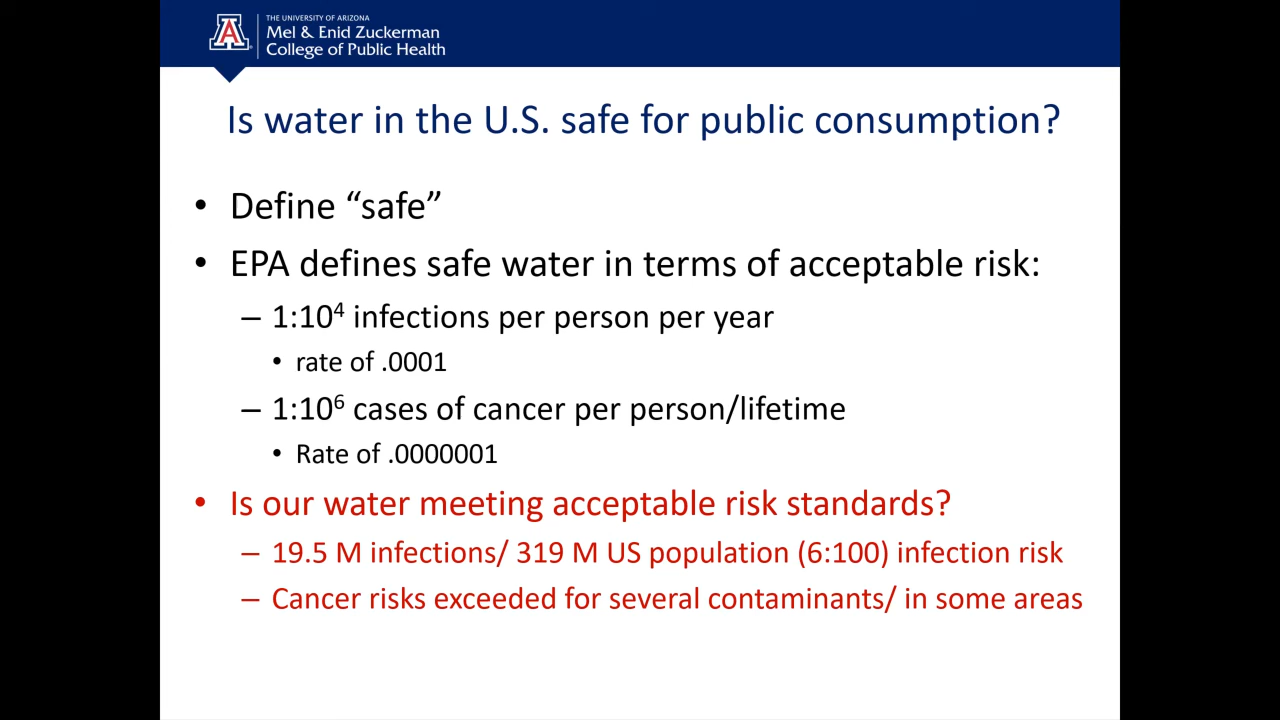 THE UNIVERSITY OF ARIZONA
Mel & Enid Zuckerman
College of Public Health
Is water in the U.S. safe for public consumption?
• Define “safe”
• EPA defines safe water in terms of acceptable risk:
– 1:10⁴ infections per person per year
• rate of .0001
– 1:10⁶ cases of cancer per person/lifetime
• Rate of .0000001
• Is our water meeting acceptable risk standards?
– 19.5 M infections/ 319 M US population (6:100) infection risk
– Cancer risks exceeded for several contaminants/ in some areas